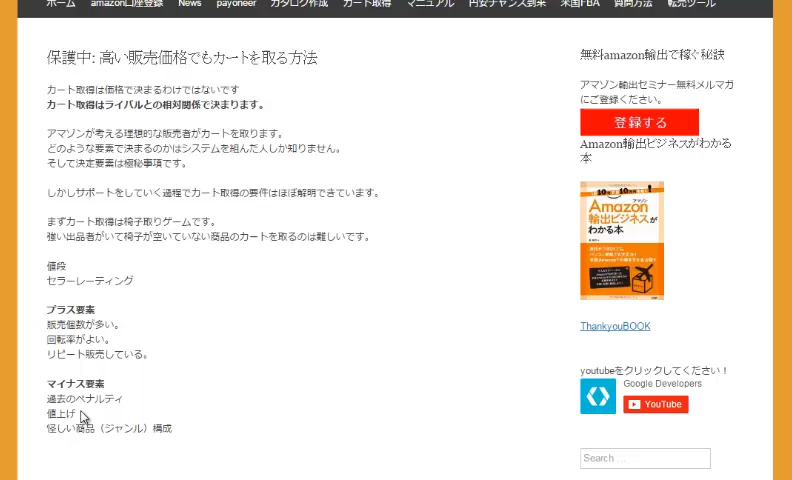 ホーム amazon口座登録 News payoneer カタログ作成 カート取得 マニュアル 円安チャンス到来 米国FBA 質問方法 転売ツール
保護中: 高い販売価格でもカートを取る方法
カート取得は価格で決まるわけではないです
カート取得はライバルとの相対関係で決まります。
アマゾンが考える理想的な販売者がカートを取ります。
どのような要素で決まるのかはシステムを組んだ人しか知りません。
そして決定要素は極秘事項です。
しかしサポートをしていく過程でカート取得の要件はほぼ解明できています。
まずカート取得は椅子取りゲームです。
強い出品者がいて椅子が空いていない商品のカートを取るのは難しいです。
値段
セラーレーティング
プラス要素
販売個数が多い。
回転率がよい。
リピート販売している。
マイナス要素
過去のペナルティ
値上げ
怪しい商品（ジャンル）構成
無料amazon輸出で稼ぐ秘訣
アマゾン輸出セミナー無料メルマガ
にご登録ください。
登録する
Amazon輸出ビジネスがわかる
本
アマゾン
Amazon
輸出ビジネスが
わかる本
ThankyouBOOK
youtubeをクリックしてください！
Google Developers
YouTube
Search …